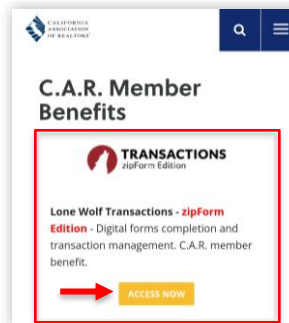 CALIFORNIA
ASSOCIATION
OF REALTORS®
C.A.R. Member
Benefits
TRANSACTIONS
zipForm Edition
Lone Wolf Transactions - zipForm
Edition - Digital forms completion and
transaction management. C.A.R. member
benefit.
ACCESS NOW